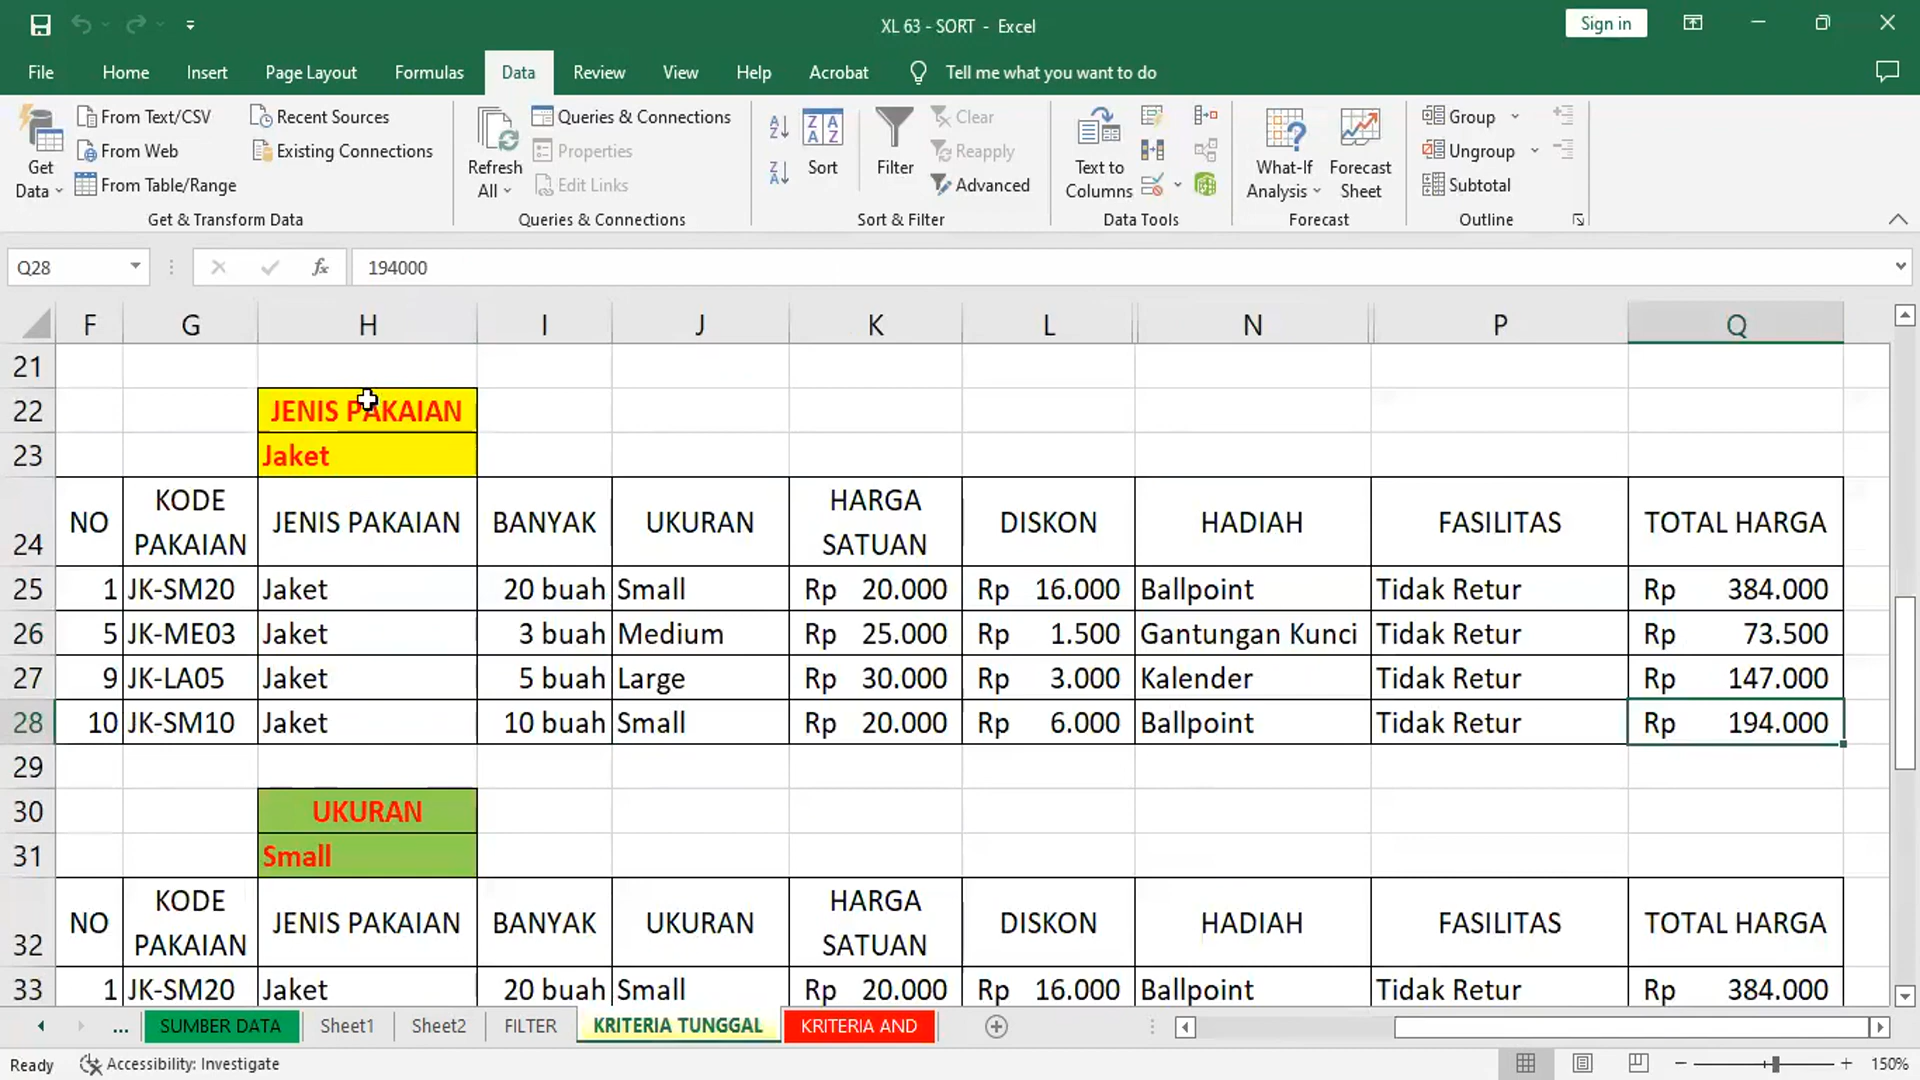 XL 63 - SORT - Excel
Sign in
File Home Insert Page Layout Formulas Data Review View Help Acrobat Tell me what you want to do
Get Data
From Text/CSV
From Web
From Table/Range
Recent Sources
Existing Connections
Get & Transform Data
Refresh All
Queries & Connections
Properties
Edit Links
Queries & Connections
Sort
Filter
Clear
Reapply
Advanced
Sort & Filter
Text to Columns
Data Tools
What-If Analysis
Forecast Sheet
Forecast
Group
Ungroup
Subtotal
Outline
Q28 fx 194000
F G H I J K L N P Q
21
22 JENIS PAKAIAN
23 Jaket
24 NO KODE PAKAIAN JENIS PAKAIAN BANYAK UKURAN HARGA SATUAN DISKON HADIAH FASILITAS TOTAL HARGA
25 1 JK-SM20 Jaket 20 buah Small Rp 20.000 Rp 16.000 Ballpoint Tidak Retur Rp 384.000
26 5 JK-ME03 Jaket 3 buah Medium Rp 25.000 Rp 1.500 Gantungan Kunci Tidak Retur Rp 73.500
27 9 JK-LA05 Jaket 5 buah Large Rp 30.000 Rp 3.000 Kalender Tidak Retur Rp 147.000
28 10 JK-SM10 Jaket 10 buah Small Rp 20.000 Rp 6.000 Ballpoint Tidak Retur Rp 194.000
29
30 UKURAN
31 Small
32 NO KODE PAKAIAN JENIS PAKAIAN BANYAK UKURAN HARGA SATUAN DISKON HADIAH FASILITAS TOTAL HARGA
33 1 JK-SM20 Jaket 20 buah Small Rp 20.000 Rp 16.000 Ballpoint Tidak Retur Rp 384.000
... SUMBER DATA Sheet1 Sheet2 FILTER KRITERIA TUNGGAL KRITERIA AND
Ready Accessibility: Investigate 150%